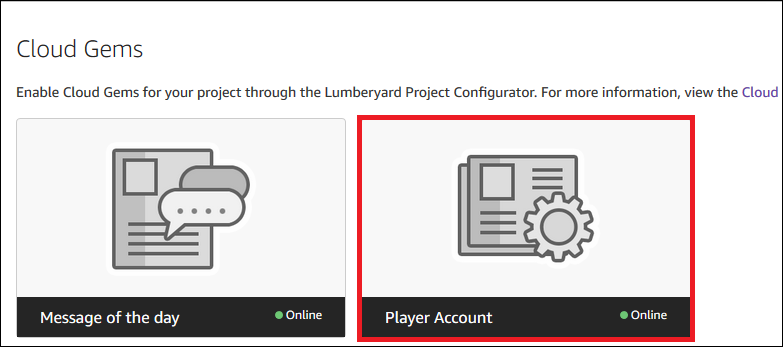 Cloud Gems
Enable Cloud Gems for your project through the Lumberyard Project Configurator. For more information, view the Cloud
Message of the day
Online
Player Account
Online